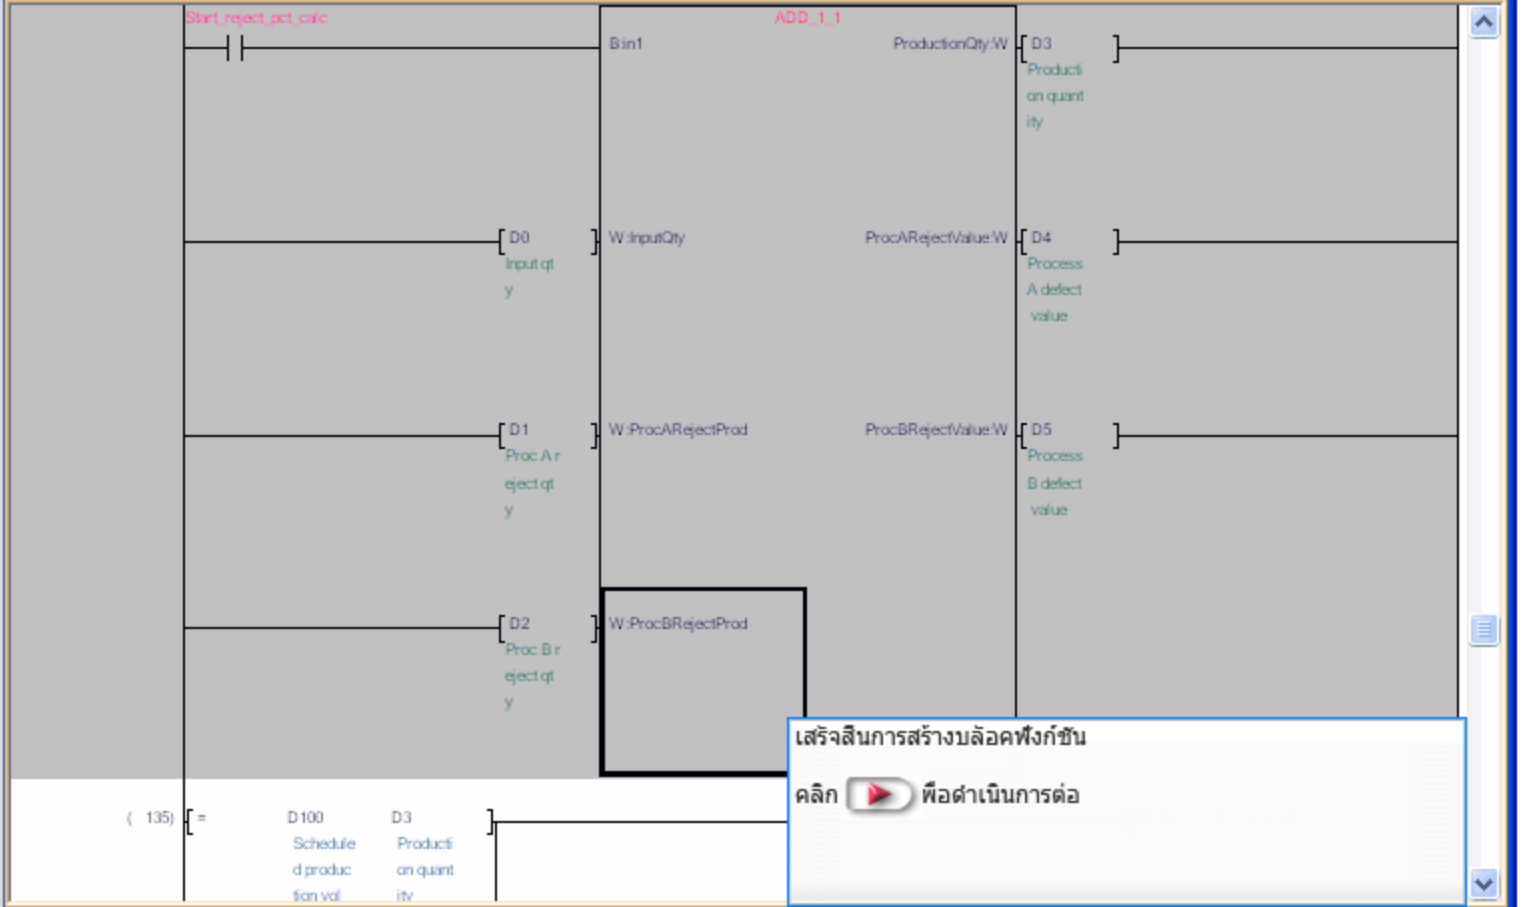 Start_reject_pct_calc
ADD_1_1
B:in1
ProductionQty:W
D3
Producti
on quant
ity
D0
Input qt
y
W:InputQty
ProcARejectValue:W
D4
Process
A defect
value
D1
Proc A r
eject qt
y
W:ProcARejectProd
ProcBRejectValue:W
D5
Process
B defect
value
D2
Proc B r
eject qt
y
W:ProcBRejectProd
เสร็จสิ้นการสร้างบล๊อคฟังก์ชัน
คลิก พื่อดำเนินการต่อ
( 135) = D100 D3
Schedule Producti
d produc on quant
tion vol ity